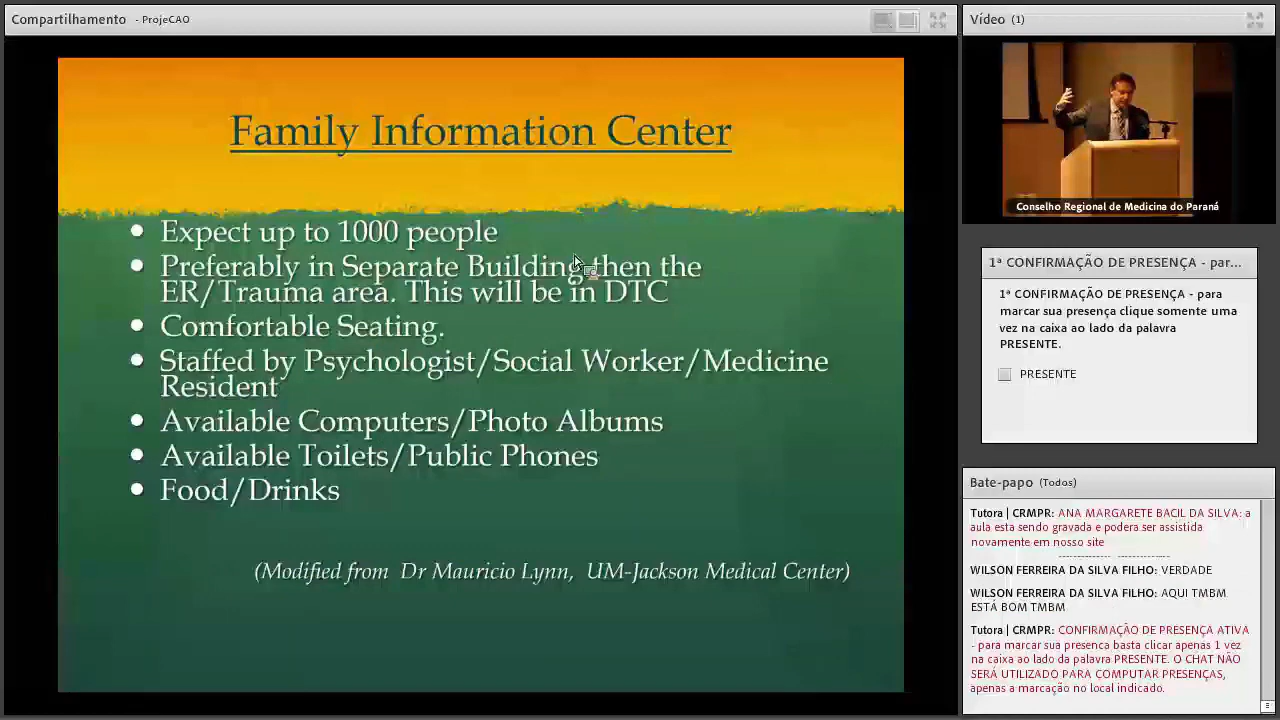 Compartilhamento - ProjeCAO
Family Information Center
Expect up to 1000 people
Preferably in Separate Building then the
ER/Trauma area. This will be in DTC
Comfortable Seating.
Staffed by Psychologist/Social Worker/Medicine
Resident
Available Computers/Photo Albums
Available Toilets/Public Phones
Food/Drinks
(Modified from Dr Mauricio Lynn, UM-Jackson Medical Center)
Vídeo (1)
Conselho Regional de Medicina do Paraná
1ª CONFIRMAÇÃO DE PRESENÇA - par...
1ª CONFIRMAÇÃO DE PRESENÇA - para
marcar sua presença clique somente uma
vez na caixa ao lado da palavra
PRESENTE.
PRESENTE
Bate-papo (Todos)
Tutora | CRMPR: ANA MARGARETE BACIL DA SILVA: a
aula esta sendo gravada e podera ser assistida
novamente em nosso site
WILSON FERREIRA DA SILVA FILHO: VERDADE
WILSON FERREIRA DA SILVA FILHO: AQUI TMBM
ESTÁ BOM TMBM
Tutora | CRMPR: CONFIRMAÇÃO DE PRESENÇA ATIVA
- para marcar sua presenca basta clicar apenas 1 vez
na caixa ao lado da palavra PRESENTE. O CHAT NÃO
SERÁ UTILIZADO PARA COMPUTAR PRESENÇAS,
apenas a marcação no local indicado.